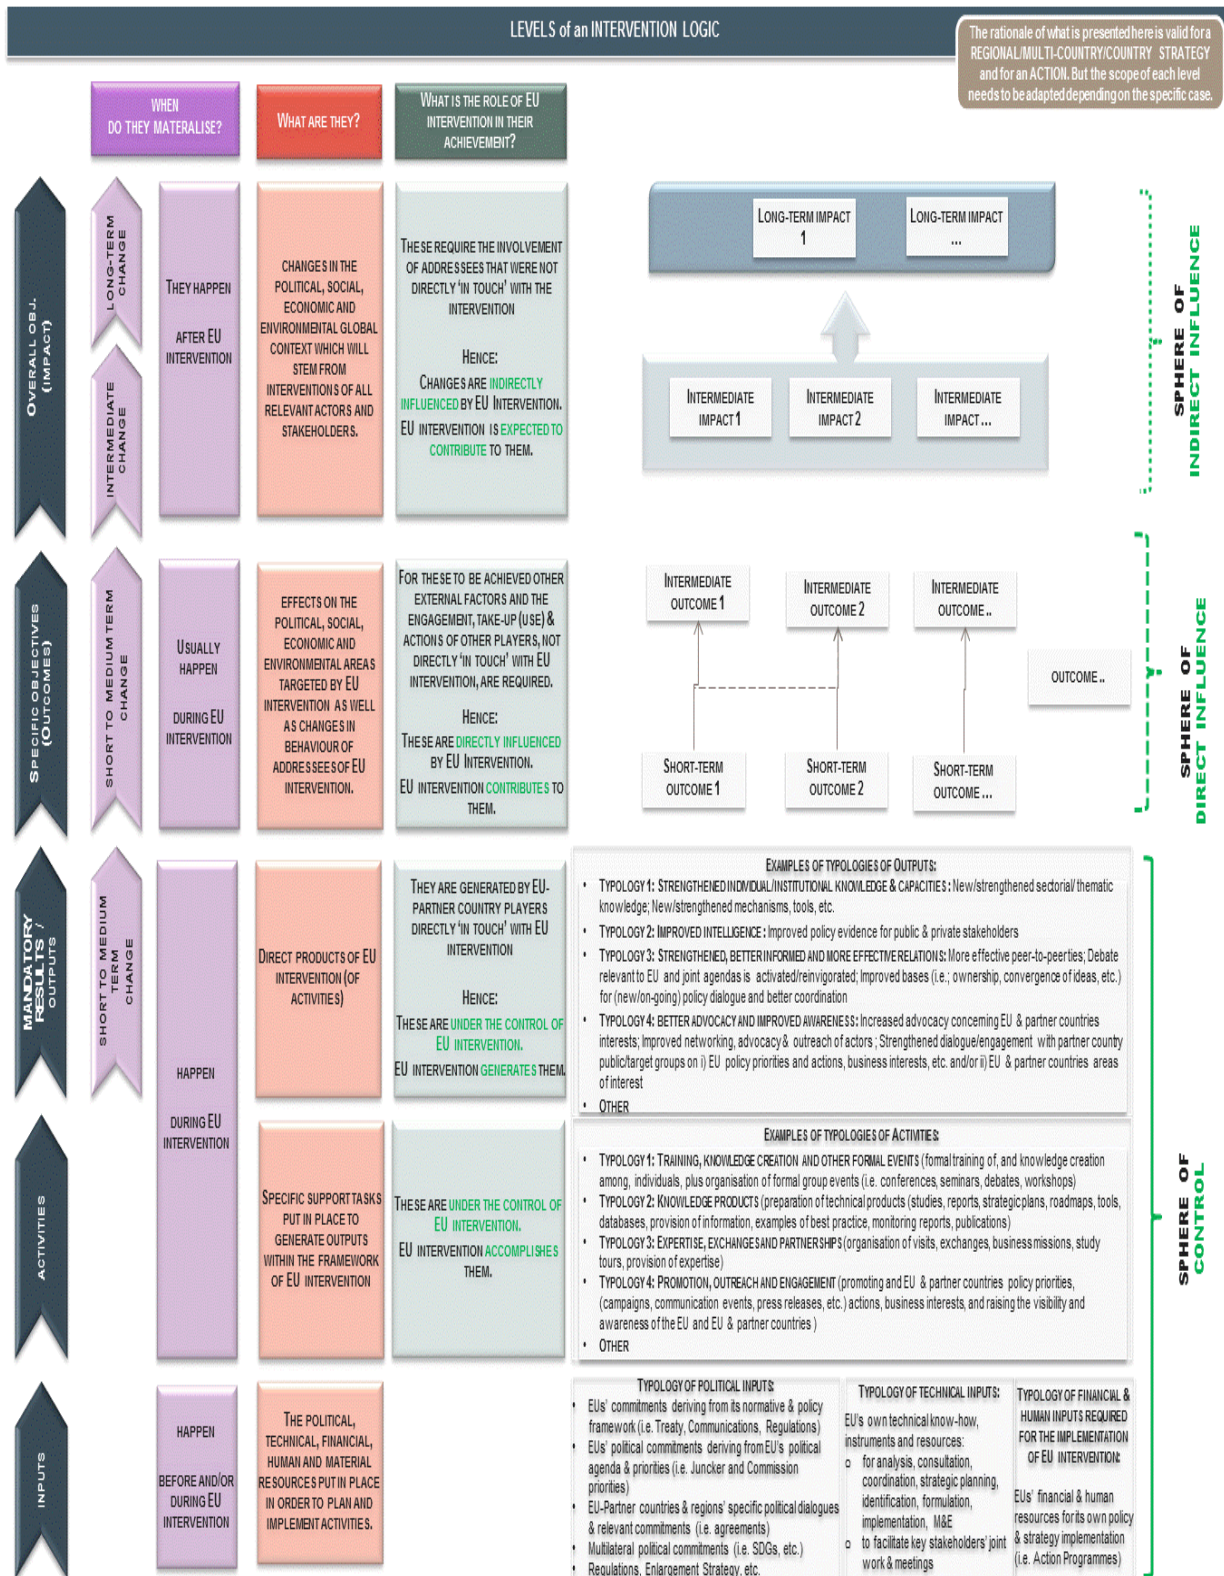 LEVELS of an INTERVENTION LOGIC
The rationale of what is presented here is valid for a
REGIONAL/MULTI-COUNTRY/COUNTRY STRATEGY
and for an ACTION. But the scope of each level
needs to be adapted depending on the specific case.
WHEN
DO THEY MATERALISE?
WHAT ARE THEY?
WHAT IS THE ROLE OF EU
INTERVENTION IN THEIR
ACHIEVEMENT?
OVERALL OBJ.
(IMPACT)
LONG-TERM
CHANGE
INTERMEDIATE
CHANGE
THEY HAPPEN
AFTER EU
INTERVENTION
CHANGES IN THE
POLITICAL, SOCIAL,
ECONOMIC AND
ENVIRONMENTAL GLOBAL
CONTEXT WHICH WILL
STEM FROM
INTERVENTIONS OF ALL
RELEVANT ACTORS AND
STAKEHOLDERS.
THESE REQUIRE THE INVOLVEMENT
OF ADDRESEES THAT WERE NOT
DIRECTLY 'IN TOUCH' WITH THE
INTERVENTION
HENCE:
CHANGES ARE INDIRECTLY
INFLUENCED BY EU INTERVENTION.
EU INTERVENTION IS EXPECTED TO
CONTRIBUTE TO THEM.
LONG-TERM IMPACT
1
LONG-TERM IMPACT
...
INTERMEDIATE
IMPACT 1
INTERMEDIATE
IMPACT 2
INTERMEDIATE
IMPACT ...
SPHERE OF
INDIRECT INFLUENCE
SPECIFIC OBJECTIVES
(OUTCOMES)
SHORT TO MEDIUM TERM
CHANGE
USUALLY
HAPPEN
DURING EU
INTERVENTION
EFFECTS ON THE
POLITICAL, SOCIAL,
ECONOMIC AND
ENVIRONMENTAL AREAS
TARGETED BY EU
INTERVENTION AS WELL
AS CHANGES IN
BEHAVIOUR OF
ADDRESEES OF EU
INTERVENTION.
FOR THESE TO BE ACHIEVED OTHER
EXTERNAL FACTORS AND THE
ENGAGEMENT, TAKE-UP (USE) &
ACTIONS OF OTHER PLAYERS, NOT
DIRECTLY 'IN TOUCH' WITH EU
INTERVENTION, ARE REQUIRED.
HENCE:
THESE ARE DIRECTLY INFLUENCED
BY EU INTERVENTION.
EU INTERVENTION CONTRIBUTES TO
THEM.
INTERMEDIATE
OUTCOME 1
INTERMEDIATE
OUTCOME 2
INTERMEDIATE
OUTCOME ..
OUTCOME ..
SHORT-TERM
OUTCOME 1
SHORT-TERM
OUTCOME 2
SHORT-TERM
OUTCOME ...
SPHERE OF
DIRECT INFLUENCE
MANDATORY
RESULTS /
OUTPUTS
SHORT TO MEDIUM
TERM
CHANGE
HAPPEN
DURING EU
INTERVENTION
DIRECT PRODUCTS OF EU
INTERVENTION (OF
ACTIVITIES)
THEY ARE GENERATED BY EU-
PARTNER COUNTRY PLAYERS
DIRECTLY 'IN TOUCH' WITH EU
INTERVENTION
HENCE:
THESE ARE UNDER THE CONTROL OF
EU INTERVENTION.
EU INTERVENTION GENERATES THEM.
EXAMPLES OF TYPOLOGIES OF OUTPUTS:
• TYPOLOGY 1: STRENGTHENED INDIVIDUAL/INSTITUTIONAL KNOWLEDGE & CAPACITIES: New/strengthened sectorial/ thematic
knowledge; New/strengthened mechanisms, tools, etc.
• TYPOLOGY 2: IMPROVED INTELLIGENCE: Improved policy evidence for public & private stakeholders
• TYPOLOGY 3: STRENGTHENED, BETTER INFORMED AND MORE EFFECTIVE RELATIONS: More effective peer-to-peerties; Debate
relevant to EU and joint agendas is activated/reinvigorated; Improved bases (i.e.; ownership, convergence of ideas, etc.)
for (new/on-going) policy dialogue and better coordination
• TYPOLOGY 4: BETTER ADVOCACY AND IMPROVED AWARENESS: Increased advocacy concerning EU & partner countries
interests; Improved networking, advocacy & outreach of actors ; Strengthened dialogue/engagement with partner country
public/target groups on i) EU policy priorities and actions, business interests, etc. and/or ii) EU & partner countries areas
of interest
• OTHER
ACTIVITIES
SPECIFIC SUPPORT TASKS
PUT IN PLACE TO
GENERATE OUTPUTS
WITHIN THE FRAMEWORK
OF EU INTERVENTION
THESE ARE UNDER THE CONTROL OF
EU INTERVENTION.
EU INTERVENTION ACCOMPLISHES
THEM.
EXAMPLES OF TYPOLOGIES OF ACTIVITIES:
• TYPOLOGY 1: TRAINING, KNOWLEDGE CREATION AND OTHER FORMAL EVENTS (formal training of, and knowledge creation
among, individuals, plus organisation of formal group events (i.e. conferences, seminars, debates, workshops)
• TYPOLOGY 2: KNOWLEDGE PRODUCTS (preparation of technical products (studies, reports, strategic plans, roadmaps, tools,
databases, provision of information, examples of best practice, monitoring reports, publications)
• TYPOLOGY 3: EXPERTISE, EXCHANGES AND PARTNERSHIPS (organisation of visits, exchanges, business missions, study
tours, provision of expertise)
• TYPOLOGY 4: PROMOTION, OUTREACH AND ENGAGEMENT (promoting and EU & partner countries policy priorities,
(campaigns, communication events, press releases, etc.) actions, business interests, and raising the visibility and
awareness of the EU and EU & partner countries )
• OTHER
SPHERE OF
CONTROL
INPUTS
HAPPEN
BEFORE AND/OR
DURING EU
INTERVENTION
THE POLITICAL,
TECHNICAL, FINANCIAL,
HUMAN AND MATERIAL
RESOURCES PUT IN PLACE
IN ORDER TO PLAN AND
IMPLEMENT ACTIVITIES.
TYPOLOGY OF POLITICAL INPUTS:
• EUs' commitments deriving from its normative & policy
framework (i.e. Treaty, Communications, Regulations)
• EUs' political commitments deriving from EU's political
agenda & priorities (i.e. Juncker and Commission
priorities)
• EU-Partner countries & regions' specific political dialogues
& relevant commitments (i.e. agreements)
• Multilateral political commitments (i.e. SDGs, etc.)
• Regulations, Enlargement Strategy, etc.
TYPOLOGY OF TECHNICAL INPUTS:
EU's own technical know-how,
instruments and resources:
o for analysis, consultation,
coordination, strategic planning,
identification, formulation,
implementation, M&E
o to facilitate key stakeholders' joint
work & meetings
TYPOLOGY OF FINANCIAL &
HUMAN INPUTS REQUIRED
FOR THE IMPLEMENTATION
OF EU INTERVENTION:
EUs' financial & human
resources for its own policy
& strategy implementation
(i.e. Action Programmes)